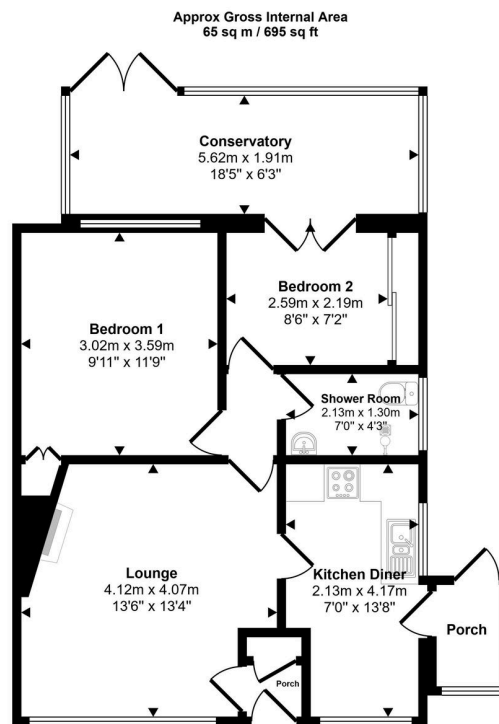 Approx Gross Internal Area
65 sq m / 695 sq ft
Conservatory
5.62m x 1.91m
18'5" x 6'3"
Bedroom 1
3.02m x 3.59m
9'11" x 11'9"
Bedroom 2
2.59m x 2.19m
8'6" x 7'2"
Shower Room
2.13m x 1.30m
7'0" x 4'3"
Lounge
4.12m x 4.07m
13'6" x 13'4"
Kitchen Diner
2.13m x 4.17m
7'0" x 13'8"
Porch
Porch